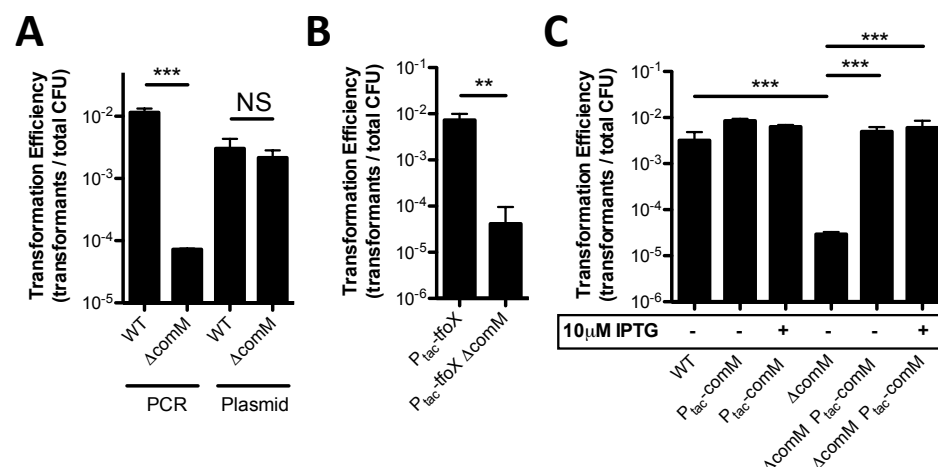 A
Transformation Efficiency
(transformants / total CFU)
10⁻²
10⁻³
10⁻⁴
10⁻⁵
***
NS
WT
ΔcomM
WT
ΔcomM
PCR
Plasmid
B
Transformation Efficiency
(transformants / total CFU)
10⁻¹
10⁻²
10⁻³
10⁻⁴
10⁻⁵
10⁻⁶
**
Ptac-tfoX
Ptac-tfoX ΔcomM
C
Transformation Efficiency
(transformants / total CFU)
10⁻¹
10⁻²
10⁻³
10⁻⁴
10⁻⁵
10⁻⁶
***
***
***
10μM IPTG - - + - - +
WT
Ptac-comM
Ptac-comM
ΔcomM
ΔcomM Ptac-comM
ΔcomM Ptac-comM